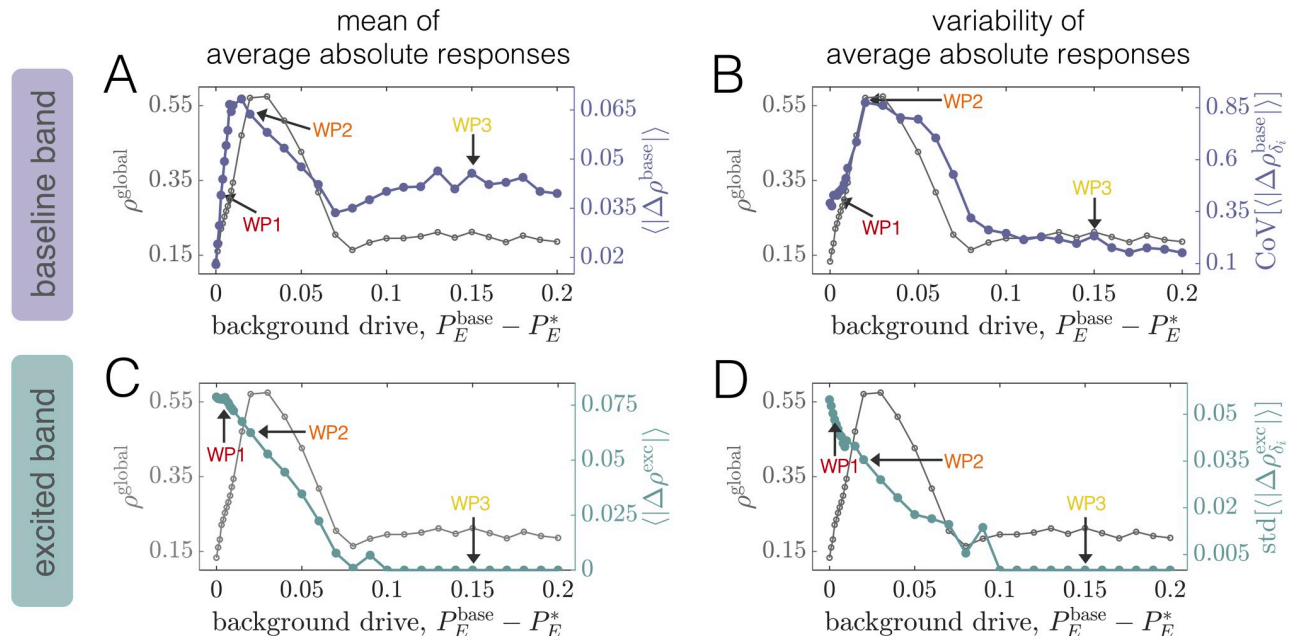 mean of
average absolute responses
variability of
average absolute responses
baseline band
A
0.55
0.35
0.15
ρ^global
WP1
WP2
WP3
0.065
0.05
0.035
0.02
⟨|Δρ^base|⟩
0 0.05 0.1 0.15 0.2
background drive, P_E^base − P_E^*
B
0.55
0.35
0.15
ρ^global
WP1
WP2
WP3
0.85
0.6
0.35
0.1
CoV[⟨|Δρ_δi^base|⟩]
0 0.05 0.1 0.15 0.2
background drive, P_E^base − P_E^*
excited band
C
0.55
0.35
0.15
ρ^global
WP1
WP2
WP3
0.075
0.05
0.025
0
⟨|Δρ^exc|⟩
0 0.05 0.1 0.15 0.2
background drive, P_E^base − P_E^*
D
0.55
0.35
0.15
ρ^global
WP1
WP2
WP3
0.05
0.035
0.02
0.005
std[⟨|Δρ_δi^exc|⟩]
0 0.05 0.1 0.15 0.2
background drive, P_E^base − P_E^*